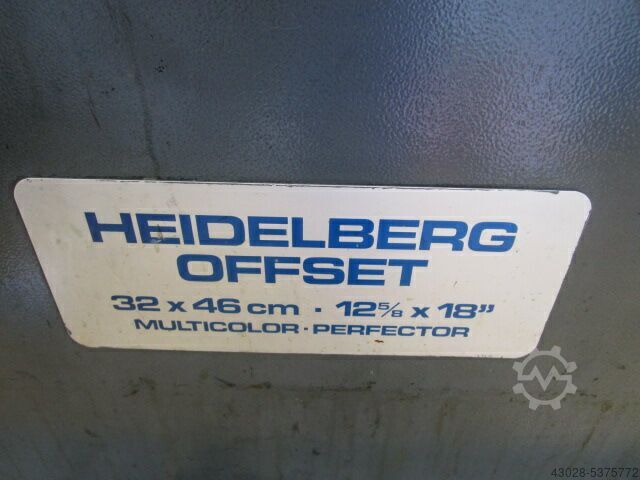 HEIDELBERG
OFFSET
32 x 46 cm · 12⅝ x 18”
MULTICOLOR · PERFECTOR
43028-5375772